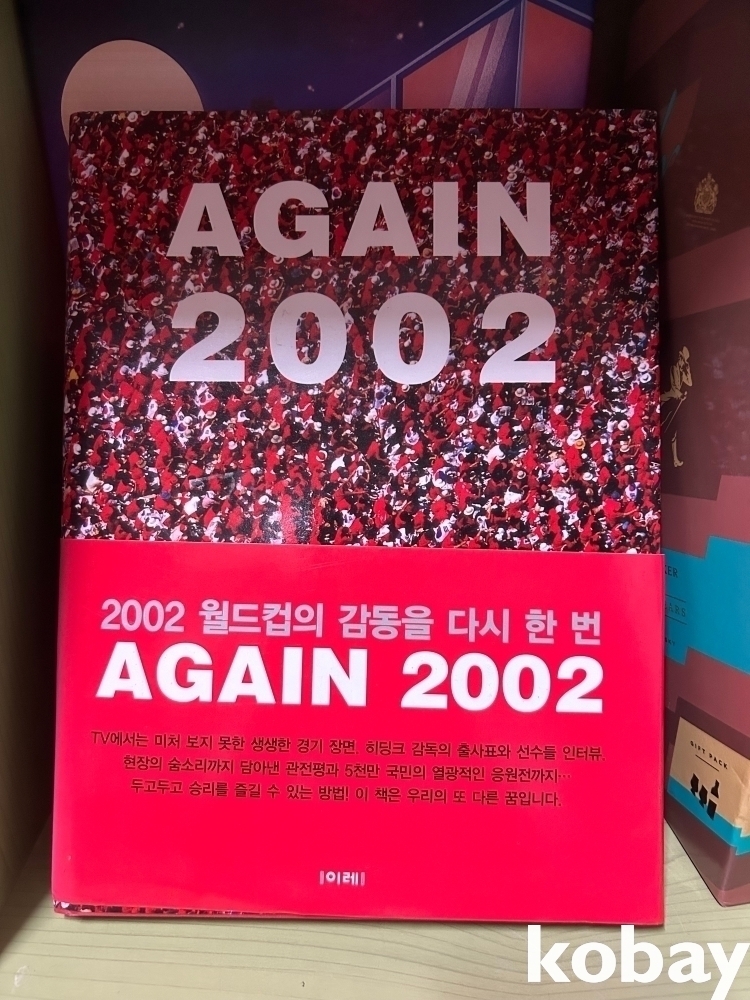 AGAIN
2002
2002 월드컵의 감동을 다시 한 번
AGAIN 2002
TV에서는 미처 보지 못한 생생한 경기 장면, 히딩크 감독의 출사표와 선수들 인터뷰,
현장의 숨소리까지 담아낸 관전평과 5천만 국민의 열광적인 응원전까지…
두고두고 승리를 즐길 수 있는 방법! 이 책은 우리의 또 다른 꿈입니다.
이레
GIFT PACK
kobay